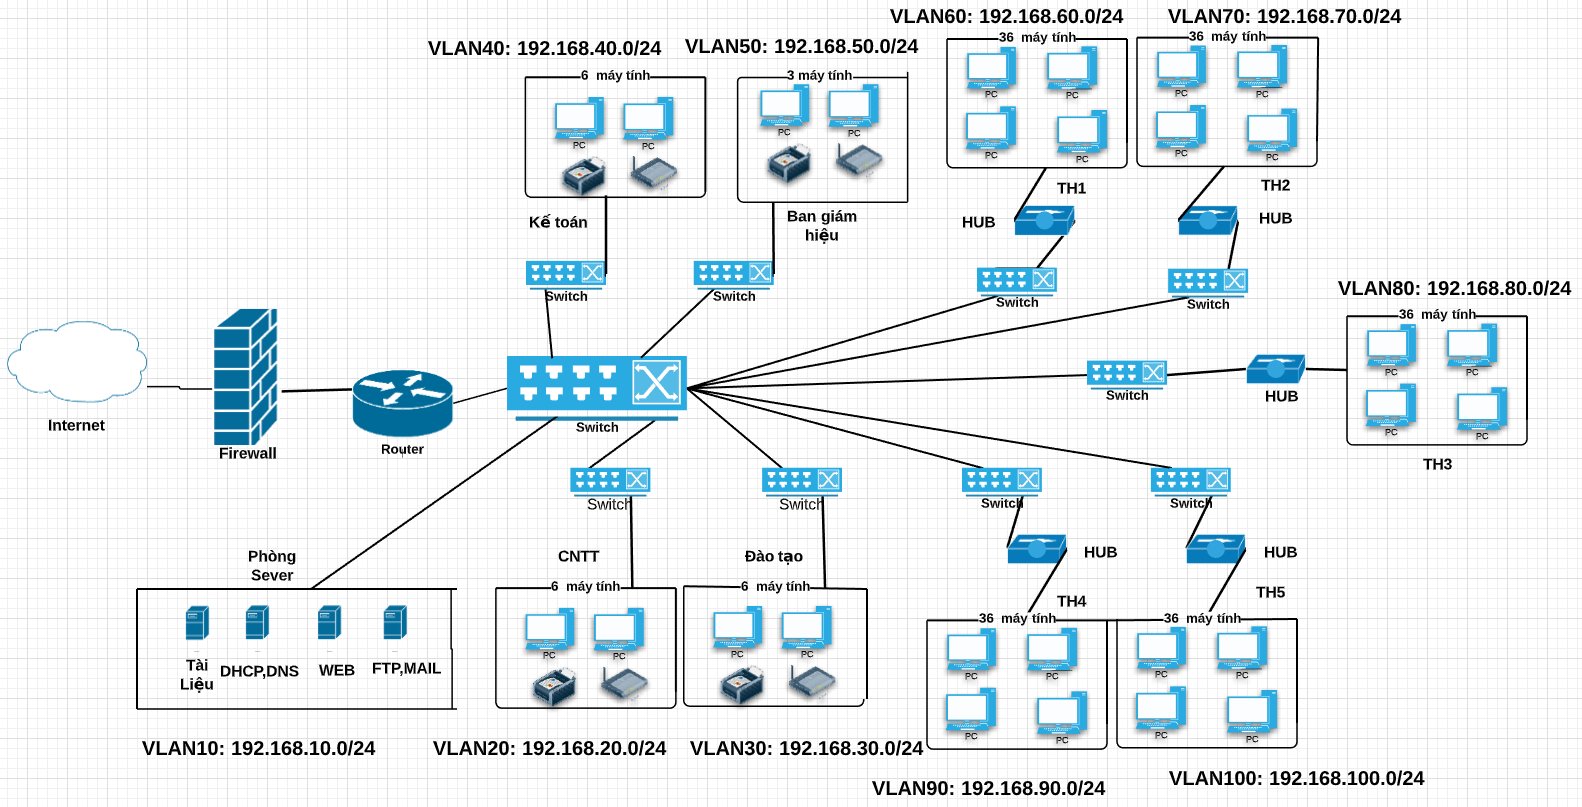 VLAN60: 192.168.60.0/24
VLAN70: 192.168.70.0/24
VLAN40: 192.168.40.0/24
VLAN50: 192.168.50.0/24
36 máy tính
PC
PC
PC
PC
36 máy tính
PC
PC
PC
PC
6 máy tính
PC
PC
3 máy tính
PC
PC
TH1
TH2
Kế toán
Ban giám
hiệu
HUB
HUB
Switch
Switch
Switch
Switch
VLAN80: 192.168.80.0/24
36 máy tính
PC
PC
PC
PC
Switch
HUB
TH3
Internet
Firewall
Router
Switch
Switch
Switch
Switch
Switch
Phòng
Sever
CNTT
Đào tạo
HUB
HUB
TH4
TH5
Tài
Liệu
DHCP,DNS
WEB
FTP,MAIL
6 máy tính
PC
PC
6 máy tính
PC
PC
36 máy tính
PC
PC
PC
PC
36 máy tính
PC
PC
PC
PC
VLAN10: 192.168.10.0/24
VLAN20: 192.168.20.0/24
VLAN30: 192.168.30.0/24
VLAN90: 192.168.90.0/24
VLAN100: 192.168.100.0/24